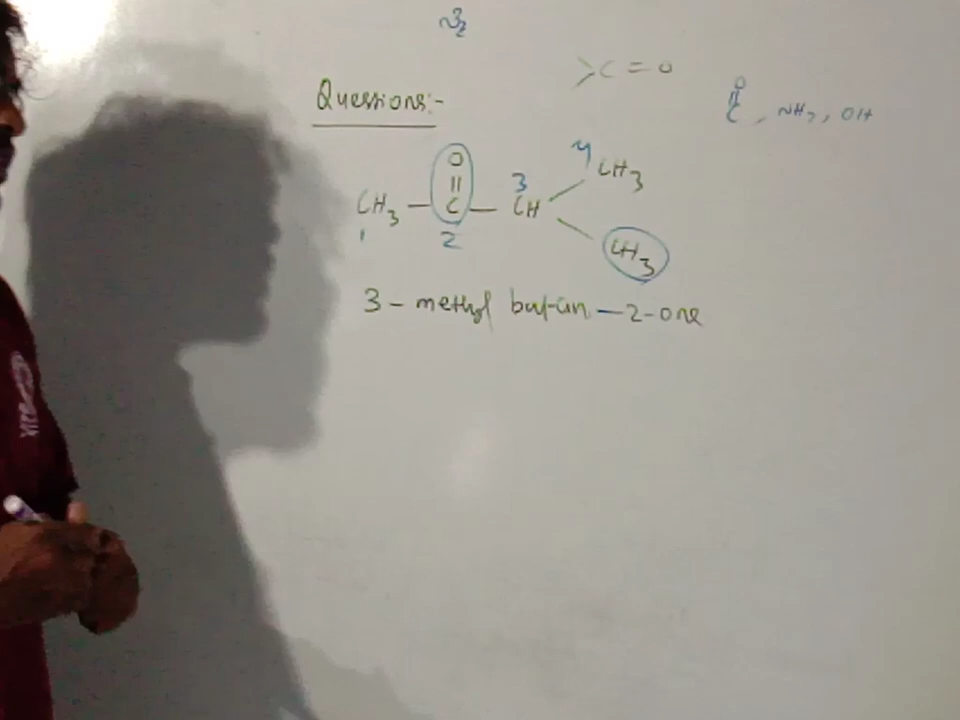 >C=O
Questions:-
O
||
C , NH2, OH
O
||
CH3 — C — CH
CH3
CH3
1 2 3 4
3 - methyl butan — 2 - one